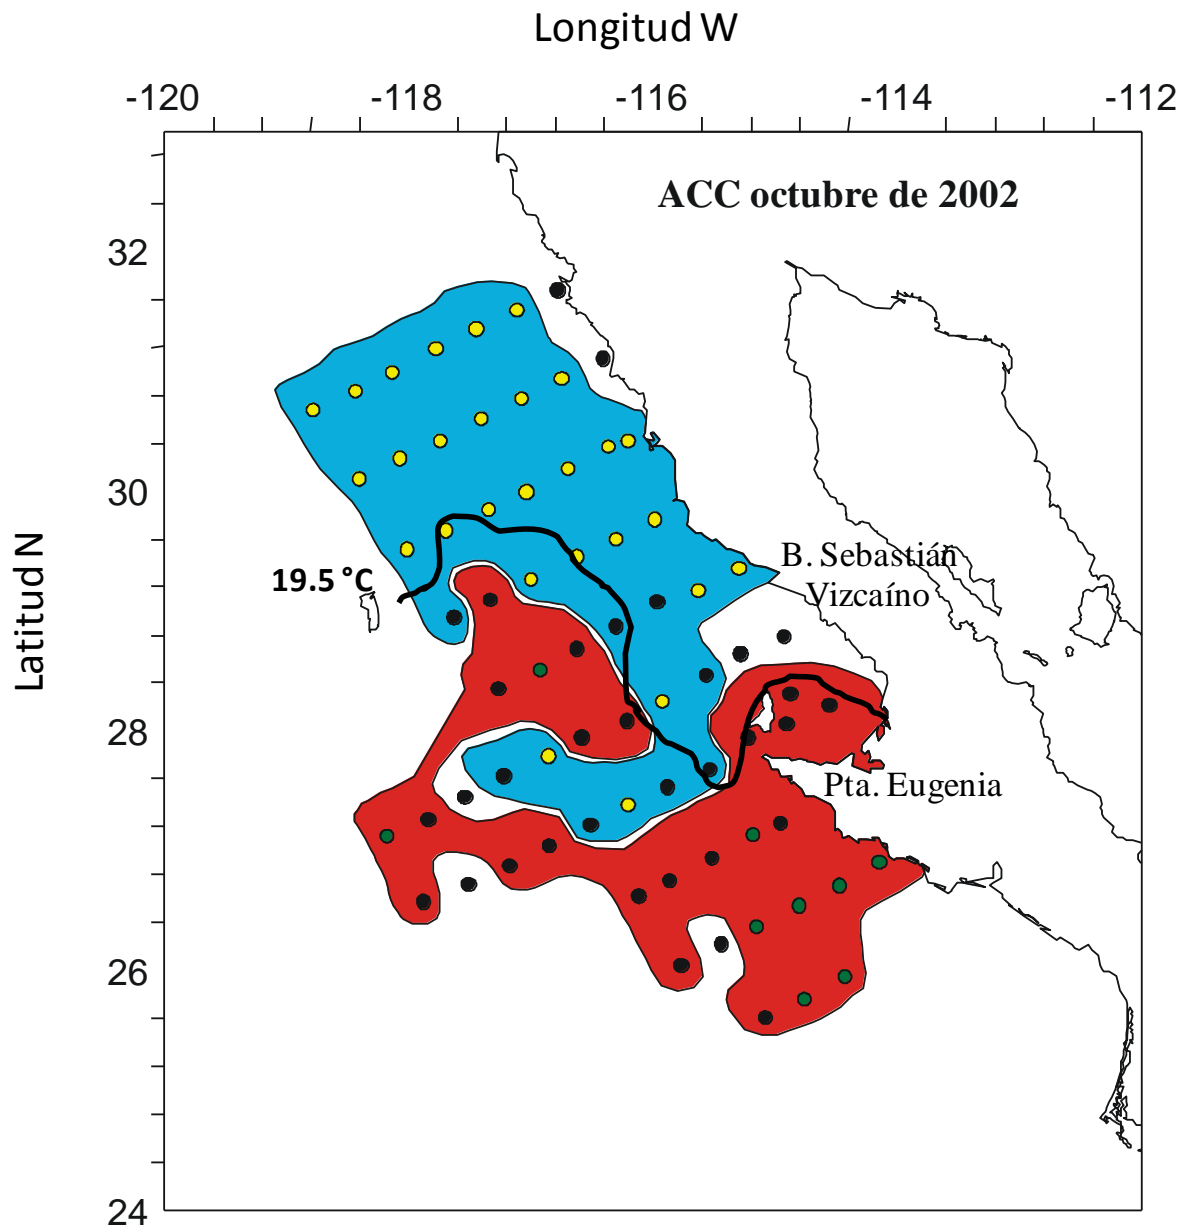 Longitud W
-120 -118 -116 -114 -112
ACC octubre de 2002
32
30
B. Sebastián
Vizcaíno
19.5 °C
Latitud N
28
Pta. Eugenia
26
24